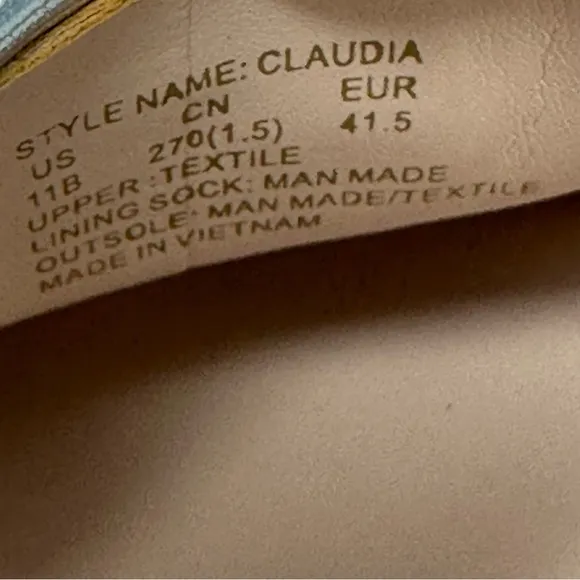 STYLE NAME: CLAUDIA
US CN EUR
11B 270(1.5) 41.5
UPPER: TEXTILE
LINING SOCK: MAN MADE
OUTSOLE: MAN MADE/TEXTILE
MADE IN VIETNAM